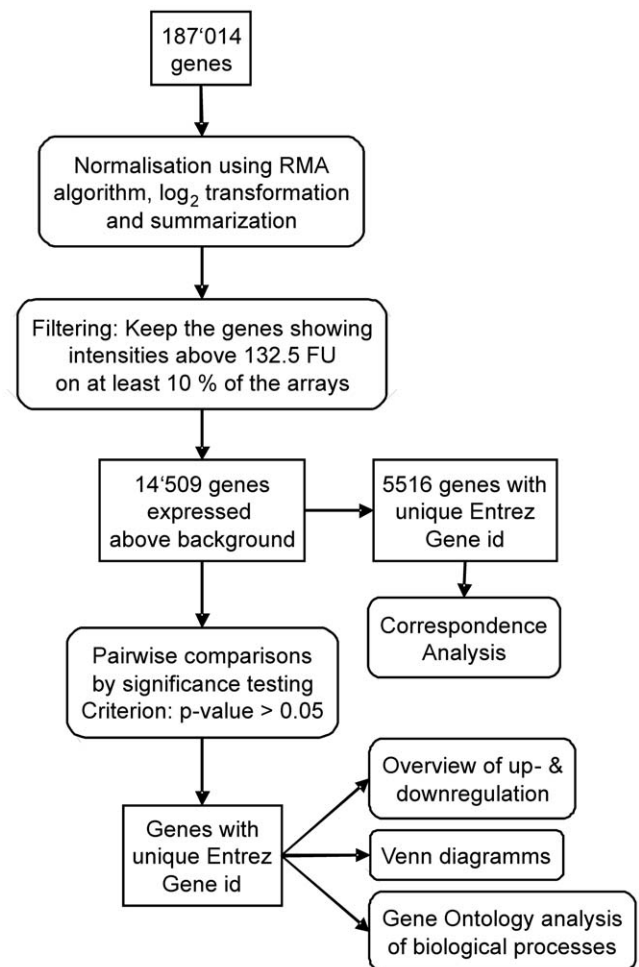 187‘014
genes
Normalisation using RMA
algorithm, log₂ transformation
and summarization
Filtering: Keep the genes showing
intensities above 132.5 FU
on at least 10 % of the arrays
14‘509 genes
expressed
above background
5516 genes with
unique Entrez
Gene id
Correspondence
Analysis
Pairwise comparisons
by significance testing
Criterion: p-value > 0.05
Genes with
unique Entrez
Gene id
Overview of up- &
downregulation
Venn diagramms
Gene Ontology analysis
of biological processes